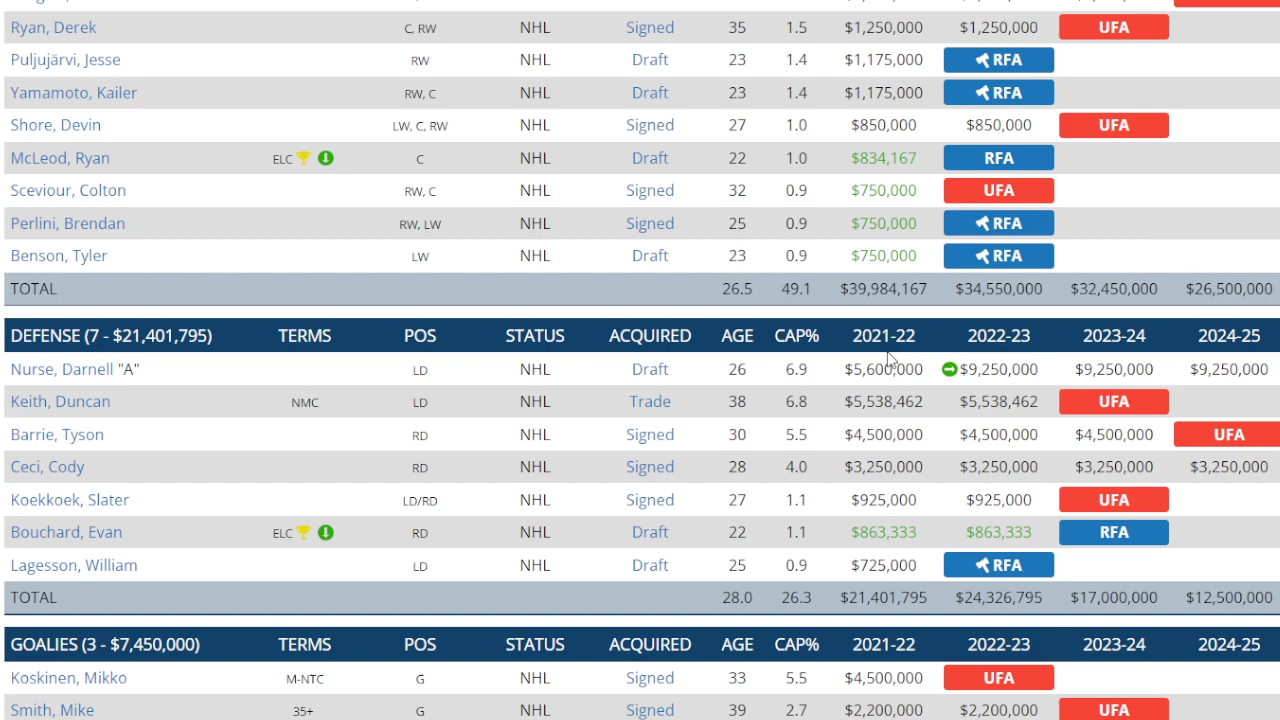 Ryan, Derek C, RW NHL Signed 35 1.5 $1,250,000 $1,250,000 UFA
Puljujärvi, Jesse RW NHL Draft 23 1.4 $1,175,000 RFA
Yamamoto, Kailer RW, C NHL Draft 23 1.4 $1,175,000 RFA
Shore, Devin LW, C, RW NHL Signed 27 1.0 $850,000 $850,000 UFA
McLeod, Ryan ELC C NHL Draft 22 1.0 $834,167 RFA
Sceviour, Colton RW, C NHL Signed 32 0.9 $750,000 UFA
Perlini, Brendan RW, LW NHL Signed 25 0.9 $750,000 RFA
Benson, Tyler LW NHL Draft 23 0.9 $750,000 RFA
TOTAL 26.5 49.1 $39,984,167 $34,550,000 $32,450,000 $26,500,000
DEFENSE (7 - $21,401,795) TERMS POS STATUS ACQUIRED AGE CAP% 2021-22 2022-23 2023-24 2024-25
Nurse, Darnell "A" LD NHL Draft 26 6.9 $5,600,000 $9,250,000 $9,250,000 $9,250,000
Keith, Duncan NMC LD NHL Trade 38 6.8 $5,538,462 $5,538,462 UFA
Barrie, Tyson RD NHL Signed 30 5.5 $4,500,000 $4,500,000 $4,500,000 UFA
Ceci, Cody RD NHL Signed 28 4.0 $3,250,000 $3,250,000 $3,250,000 $3,250,000
Koekkoek, Slater LD/RD NHL Signed 27 1.1 $925,000 $925,000 UFA
Bouchard, Evan ELC RD NHL Draft 22 1.1 $863,333 $863,333 RFA
Lagesson, William LD NHL Draft 25 0.9 $725,000 RFA
TOTAL 28.0 26.3 $21,401,795 $24,326,795 $17,000,000 $12,500,000
GOALIES (3 - $7,450,000) TERMS POS STATUS ACQUIRED AGE CAP% 2021-22 2022-23 2023-24 2024-25
Koskinen, Mikko M-NTC G NHL Signed 33 5.5 $4,500,000 UFA
Smith, Mike 35+ G NHL Signed 39 2.7 $2,200,000 $2,200,000 UFA